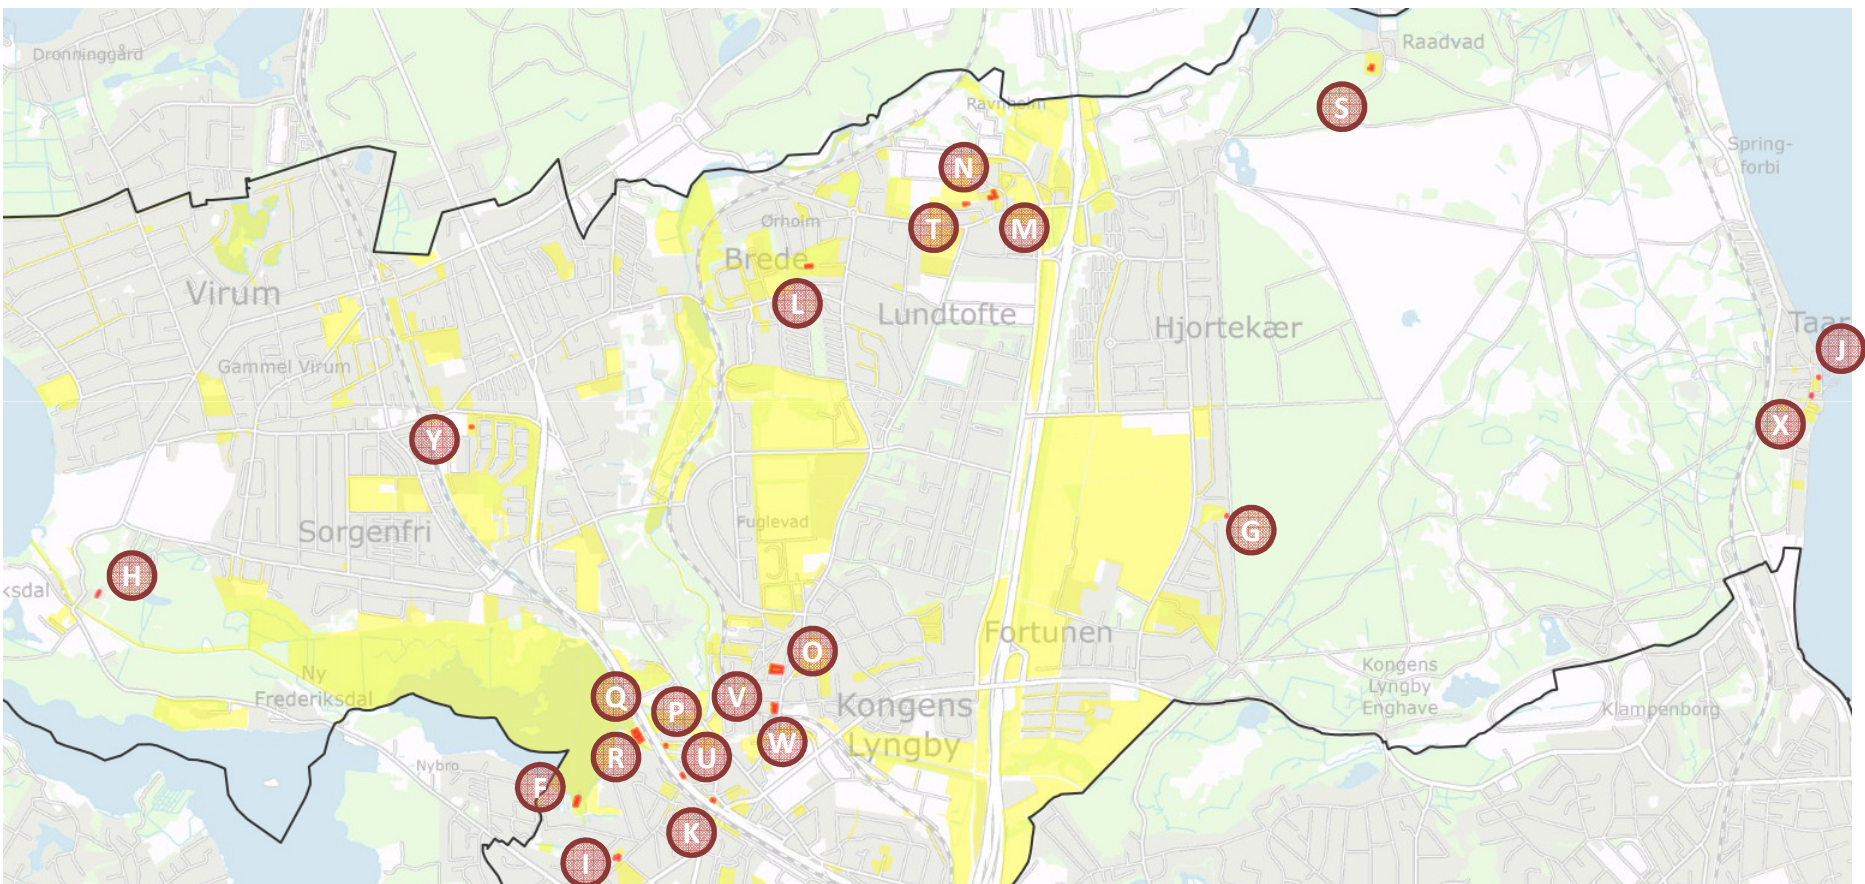 Dronninggård
Raadvad
S
Ravnholm
Spring-
forbi
N
Ørholm
T
M
Brede
Virum
L
Lundtofte
Hjortekær
Taar
J
Gammel Virum
Y
X
Sorgenfri
Fuglevad
G
H
ksdal
O
Fortunen
Ny
Frederiksdal
Kongens
Lyngby
Enghave
Q
P
V
Kongens
Lyngby
Klampenborg
W
R
U
Nybro
F
K
I